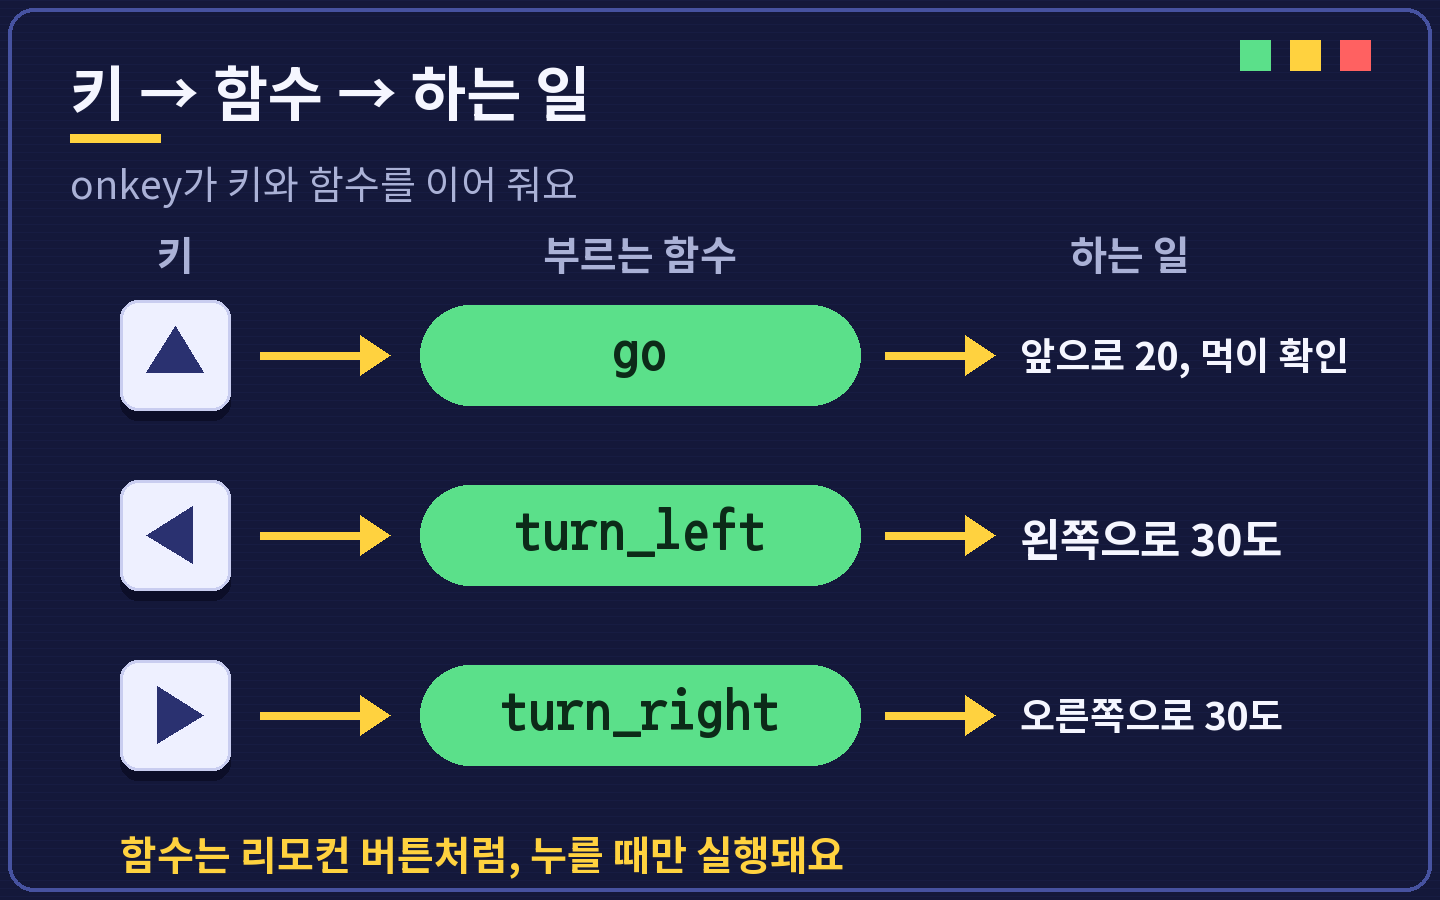 키 → 함수 → 하는 일
onkey가 키와 함수를 이어 줘요
키 부르는 함수 하는 일
go 앞으로 20, 먹이 확인
turn_left 왼쪽으로 30도
turn_right 오른쪽으로 30도
함수는 리모컨 버튼처럼, 누를 때만 실행돼요